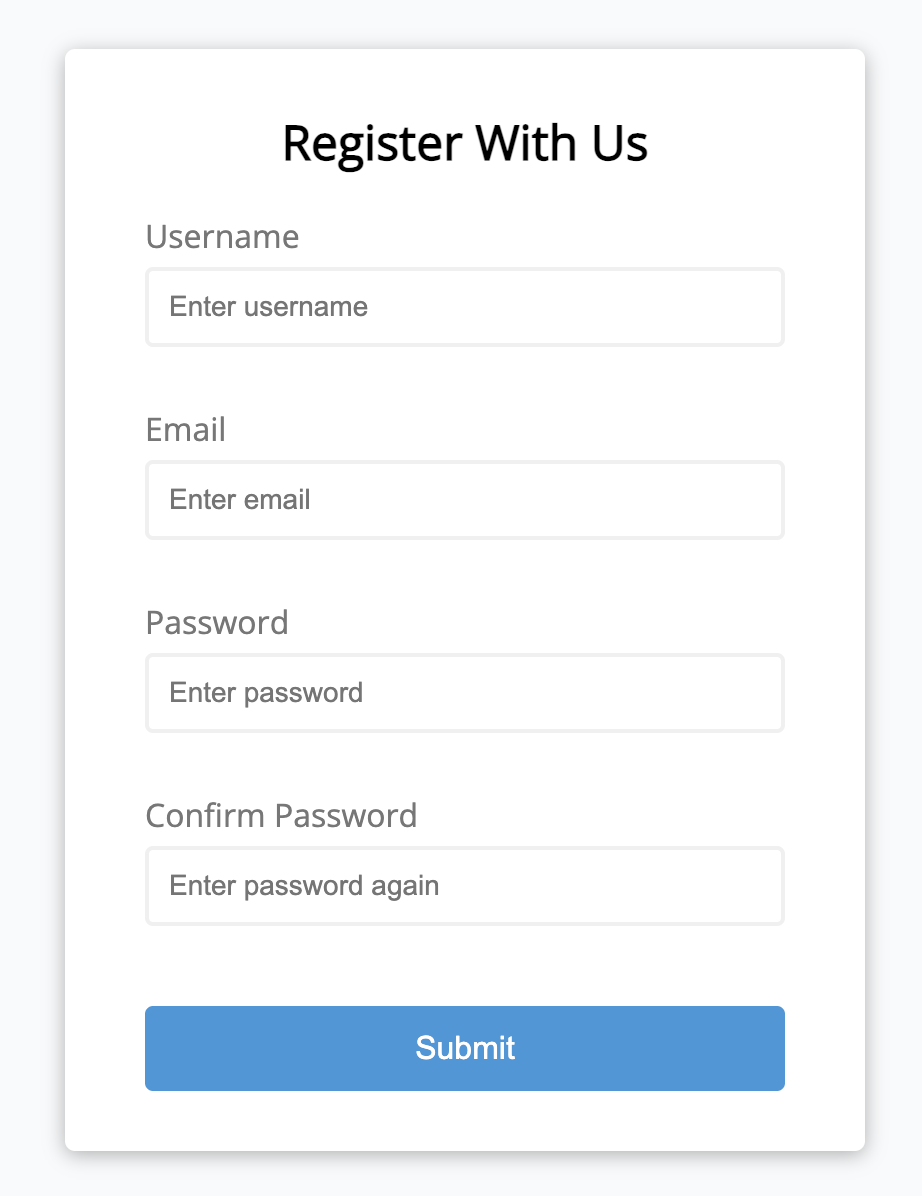 Register With Us
Username
Enter username
Email
Enter email
Password
Enter password
Confirm Password
Enter password again
Submit